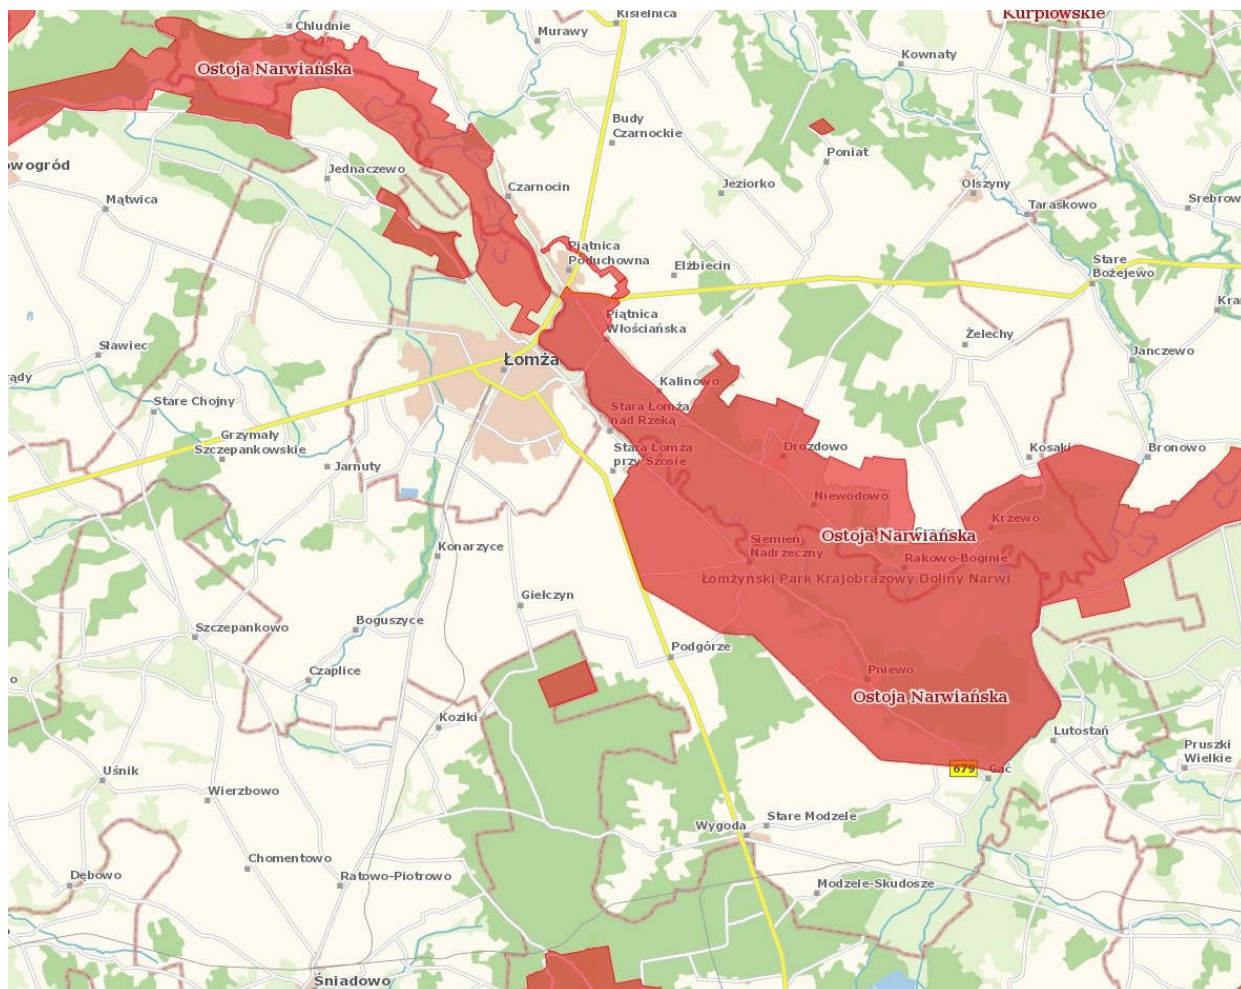 Kisielnica
Kurpiowskie
Chludnie
Murawy
Kownaty
Ostoja Narwiańska
Budy
Czarnockie
Poniat
owogród
Jednaczewo
Czarnocin
Jeziorko
Olszyny
Mątwica
Taraskowo
Srebrow
Piątnica
Poduchowna
Elżbiecin
Stare
Bożejewo
Kra
Piątnica
Włościańska
Żelechy
Sławiec
Łomża
Janczewo
ądy
Kalinowo
Stare Chojny
Stara Łomża
nad Rzeką
Grzymały
Szczepankowskie
Stara Łomża
przy Szosie
Drozdowo
Kosaki
Bronowo
Jarnuty
Niewodowo
Krzewo
Ostoja Narwiańska
Konarzyce
Siemień
Nadrzeczny
Rakowo-Boginie
Łomżyński Park Krajobrazowy Doliny Narwi
Giełczyn
Szczepankowo
Boguszyce
Podgórze
o
Czaplice
Pniewo
Ostoja Narwiańska
Koziki
Lutostań
Pruszki
Wielkie
679
Gać
Uśnik
Wierzbowo
Wygoda
Stare Modzele
Chomentowo
Dębowo
Ratowo-Piotrowo
Modzele-Skudosze
Śniadowo